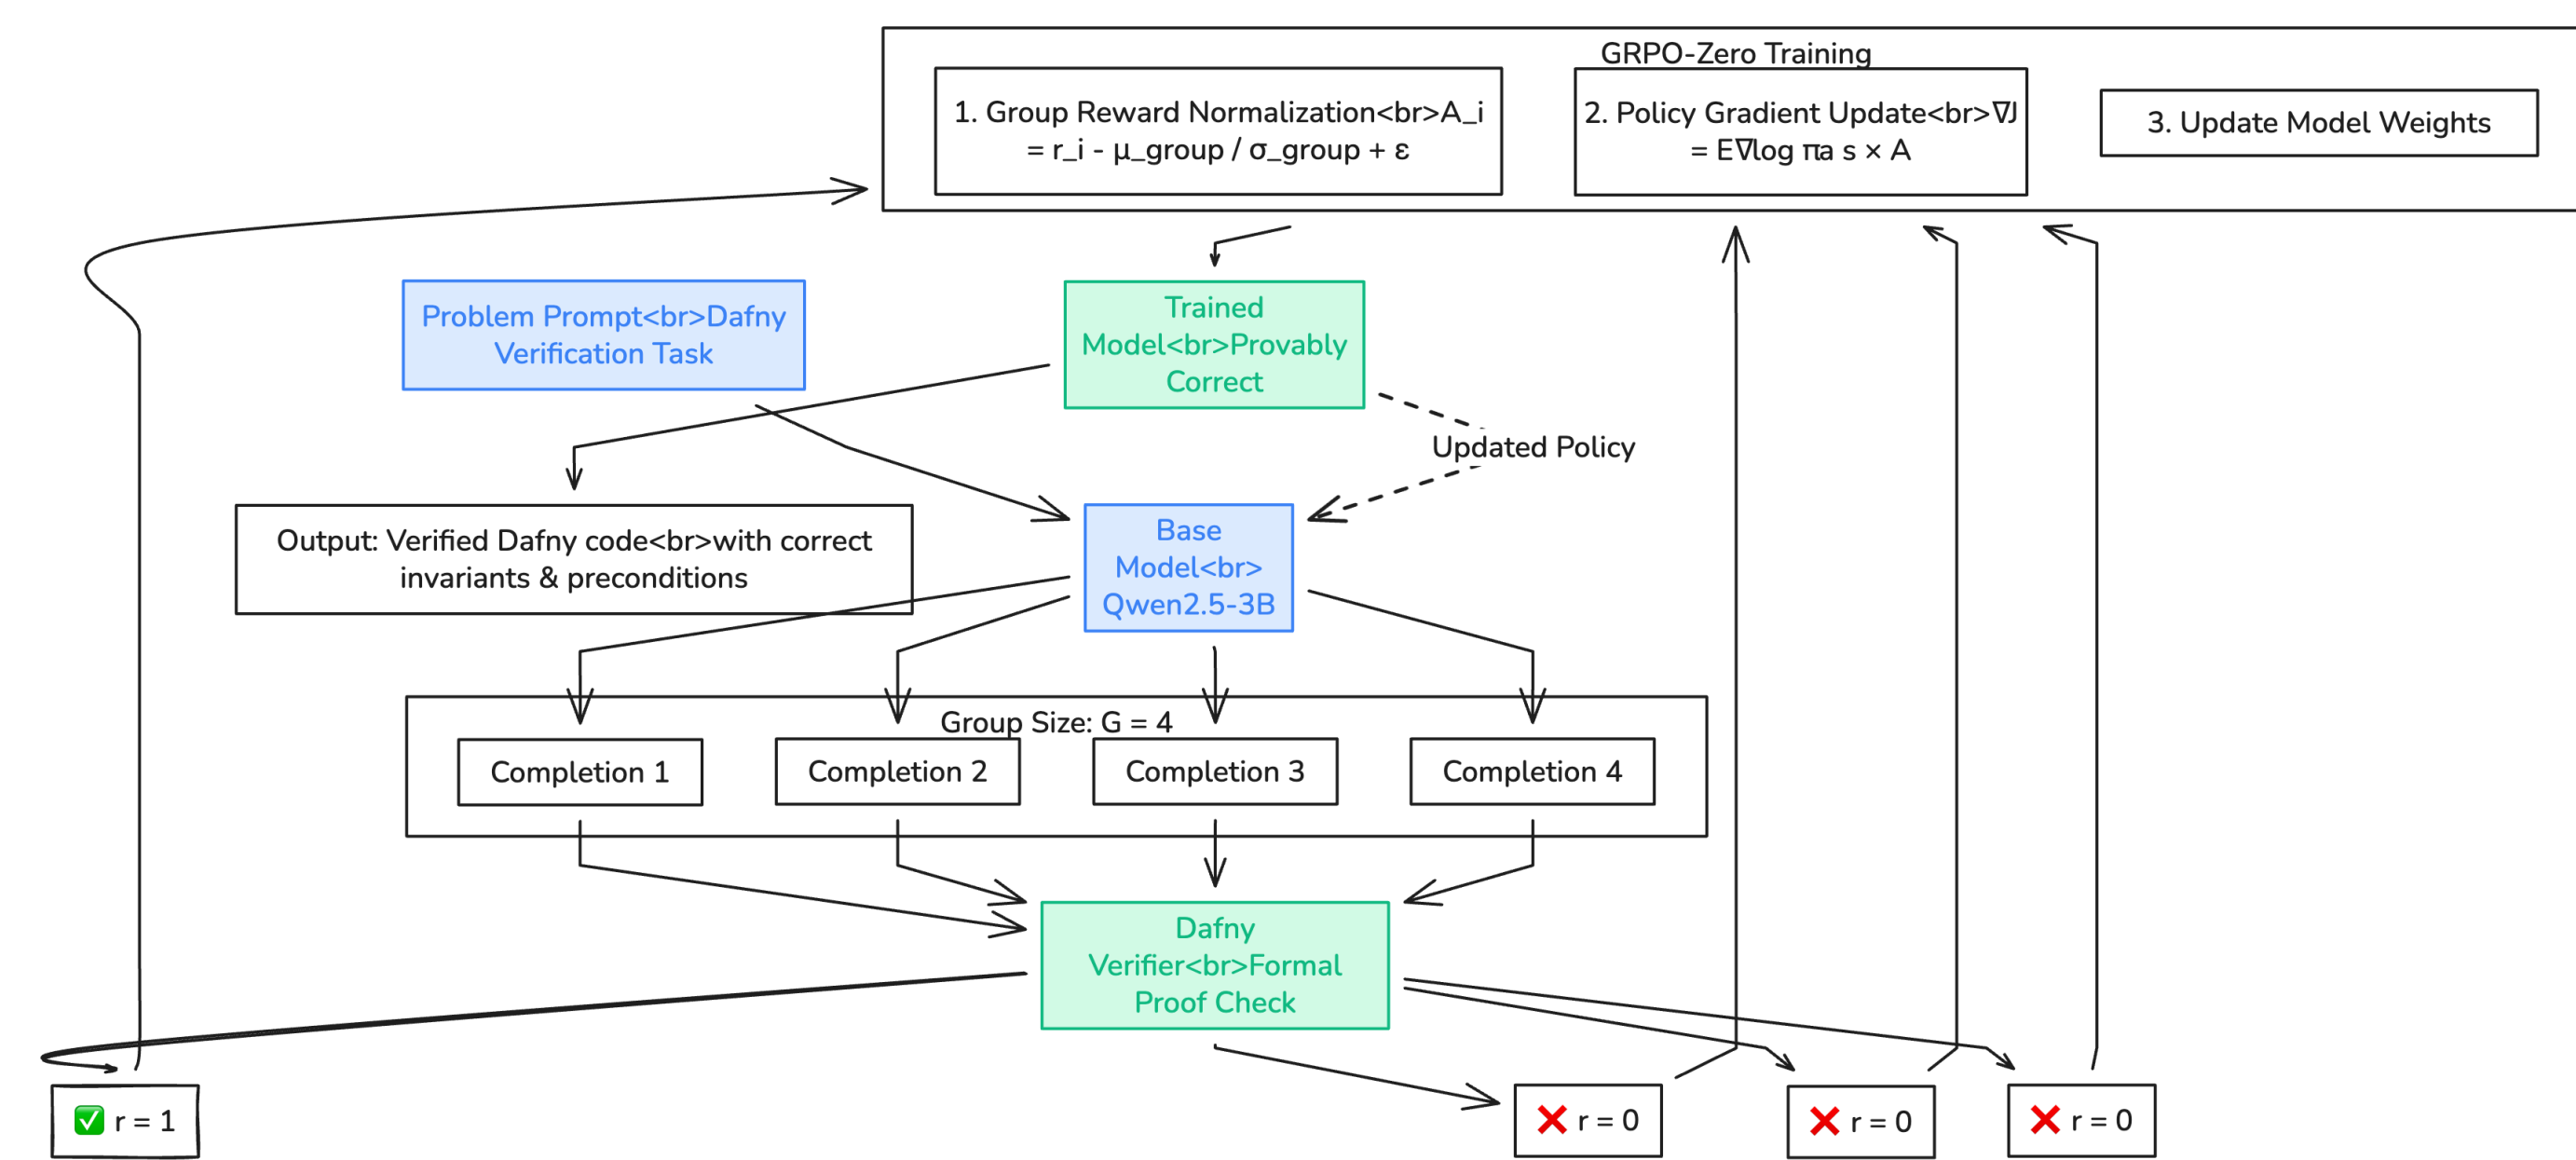 GRPO-Zero Training
1. Group Reward Normalization<br>A_i
= r_i - μ_group / σ_group + ε
2. Policy Gradient Update<br>∇J
= E∇log πa s × A
3. Update Model Weights
Problem Prompt<br>Dafny
Verification Task
Trained
Model<br>Provably
Correct
Updated Policy
Output: Verified Dafny code<br>with correct
invariants & preconditions
Base
Model<br>
Qwen2.5-3B
Group Size: G = 4
Completion 1
Completion 2
Completion 3
Completion 4
Dafny
Verifier<br>Formal
Proof Check
✅ r = 1
❌ r = 0
❌ r = 0
❌ r = 0